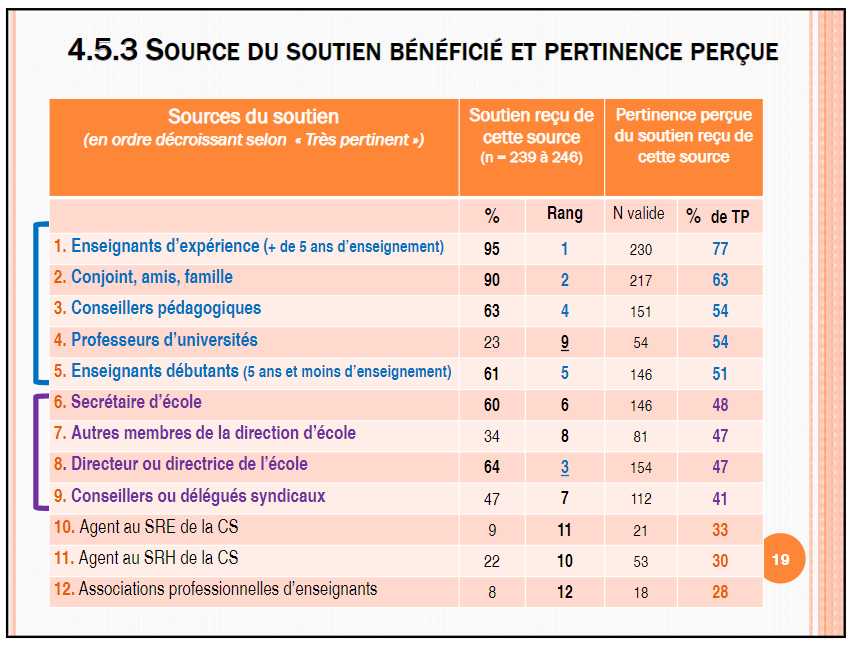 4.5.3 SOURCE DU SOUTIEN BÉNÉFICIÉ ET PERTINENCE PERÇUE
Sources du soutien
(en ordre décroissant selon « Très pertinent »)
Soutien reçu de
cette source
(n = 239 à 246)
Pertinence perçue
du soutien reçu de
cette source
% Rang N valide % de TP
1. Enseignants d'expérience (+ de 5 ans d'enseignement) 95 1 230 77
2. Conjoint, amis, famille 90 2 217 63
3. Conseillers pédagogiques 63 4 151 54
4. Professeurs d'universités 23 9 54 54
5. Enseignants débutants (5 ans et moins d'enseignement) 61 5 146 51
6. Secrétaire d'école 60 6 146 48
7. Autres membres de la direction d'école 34 8 81 47
8. Directeur ou directrice de l'école 64 3 154 47
9. Conseillers ou délégués syndicaux 47 7 112 41
10. Agent au SRE de la CS 9 11 21 33
11. Agent au SRH de la CS 22 10 53 30
12. Associations professionnelles d'enseignants 8 12 18 28
19